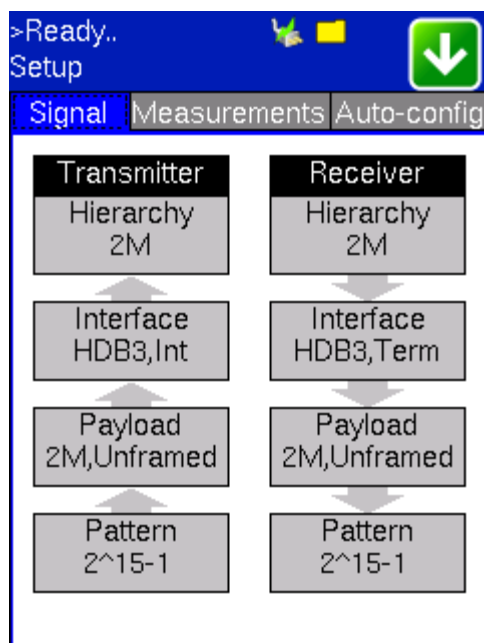 >Ready..
Setup
Signal Measurements Auto-config
Transmitter
Hierarchy
2M
Interface
HDB3,Int
Payload
2M,Unframed
Pattern
2^15-1
Receiver
Hierarchy
2M
Interface
HDB3,Term
Payload
2M,Unframed
Pattern
2^15-1